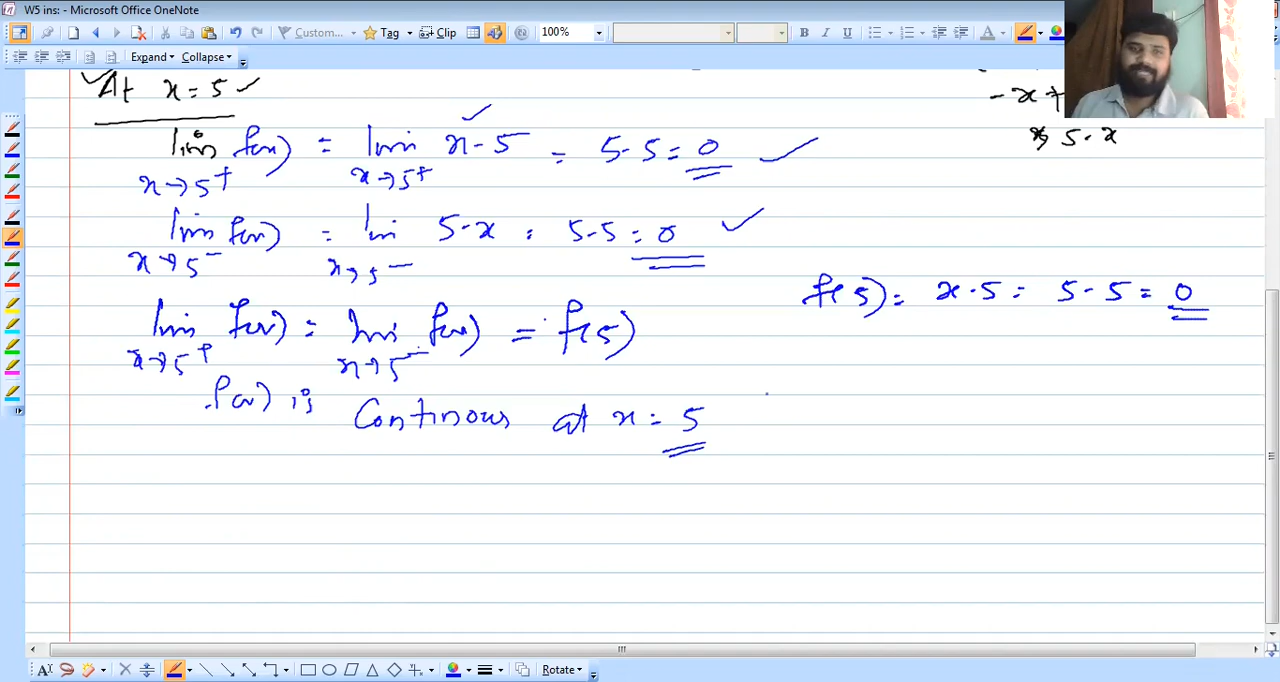 W5 ins: - Microsoft Office OneNote
Custom... Tag Clip 100% B I U A
Expand Collapse
At x = 5
- x +
5 - x
lim f(x) = lim x - 5 = 5 - 5 = 0
x → 5+ x → 5+
lim f(x) = lim 5 - x = 5 - 5 = 0
x → 5- x → 5-
f(5) = x - 5 = 5 - 5 = 0
lim f(x) = lim f(x) = f(5)
x → 5+ x → 5-
f(x) is Continous at x = 5
Rotate